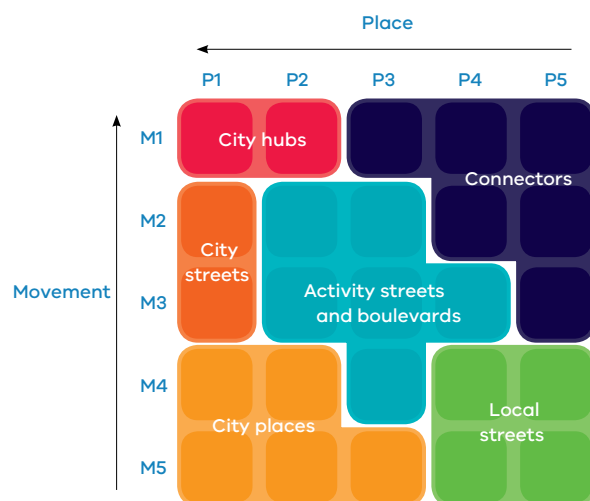 Place
P1 P2 P3 P4 P5
M1
City hubs
Connectors
M2
City
streets
Movement
M3
Activity streets
and boulevards
M4
City places
Local
streets
M5